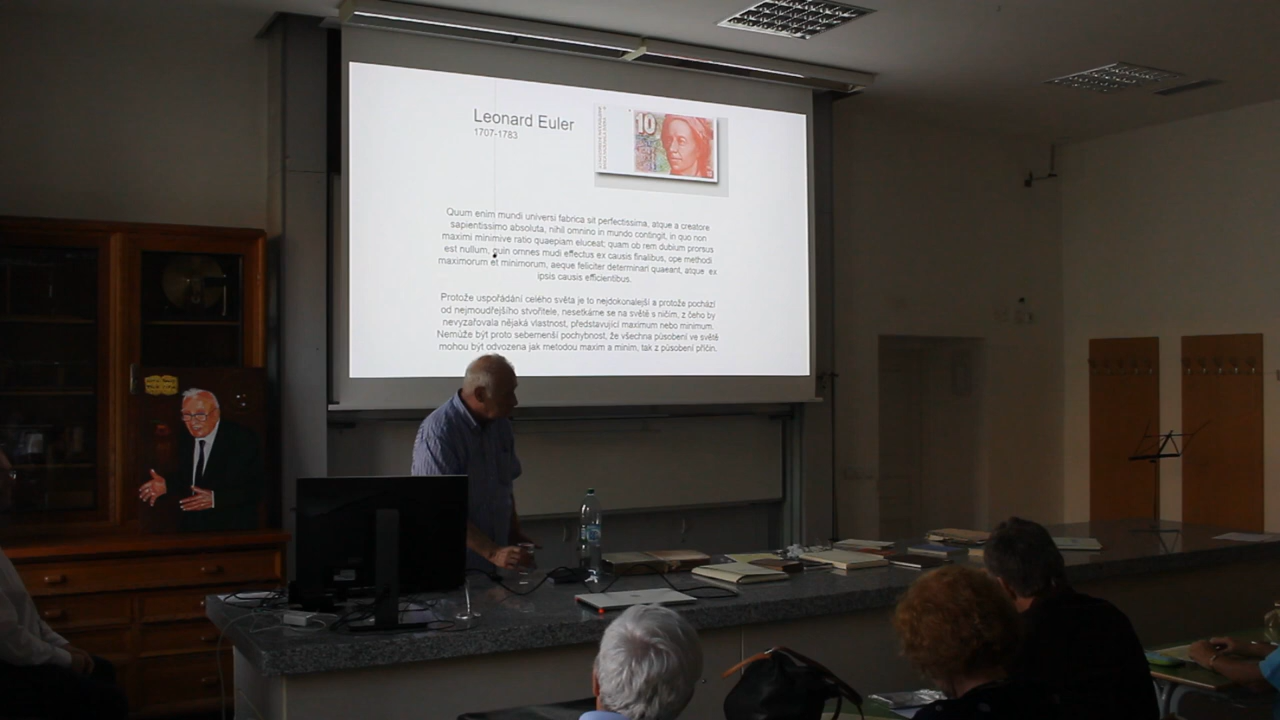 Leonard Euler
1707-1783
10
Quum enim mundi universi fabrica sit perfectissima, atque a creatore
sapientissimo absoluta, nihil omnino in mundo contingit, in quo non
maximi minimive ratio quaepiam eluceat; quam ob rem dubium prorsus
est nullum, quin omnes mudi effectus ex causis finalibus, ope methodi
maximorum et minimorum, aeque feliciter determinari quaeant, atque ex
ipsis causis efficientibus.
Protože uspořádání celého světa je to nejdokonalejší a protože pochází
od nejmoudřejšího stvořitele, nesetkáme se na světě s ničím, z čeho by
nevyzařovala nějaká vlastnost, představující maximum nebo minimum.
Nemůže být proto sebemenší pochybnost, že všechna působení ve světě
mohou být odvozena jak metodou maxim a minim, tak z působení příčin.